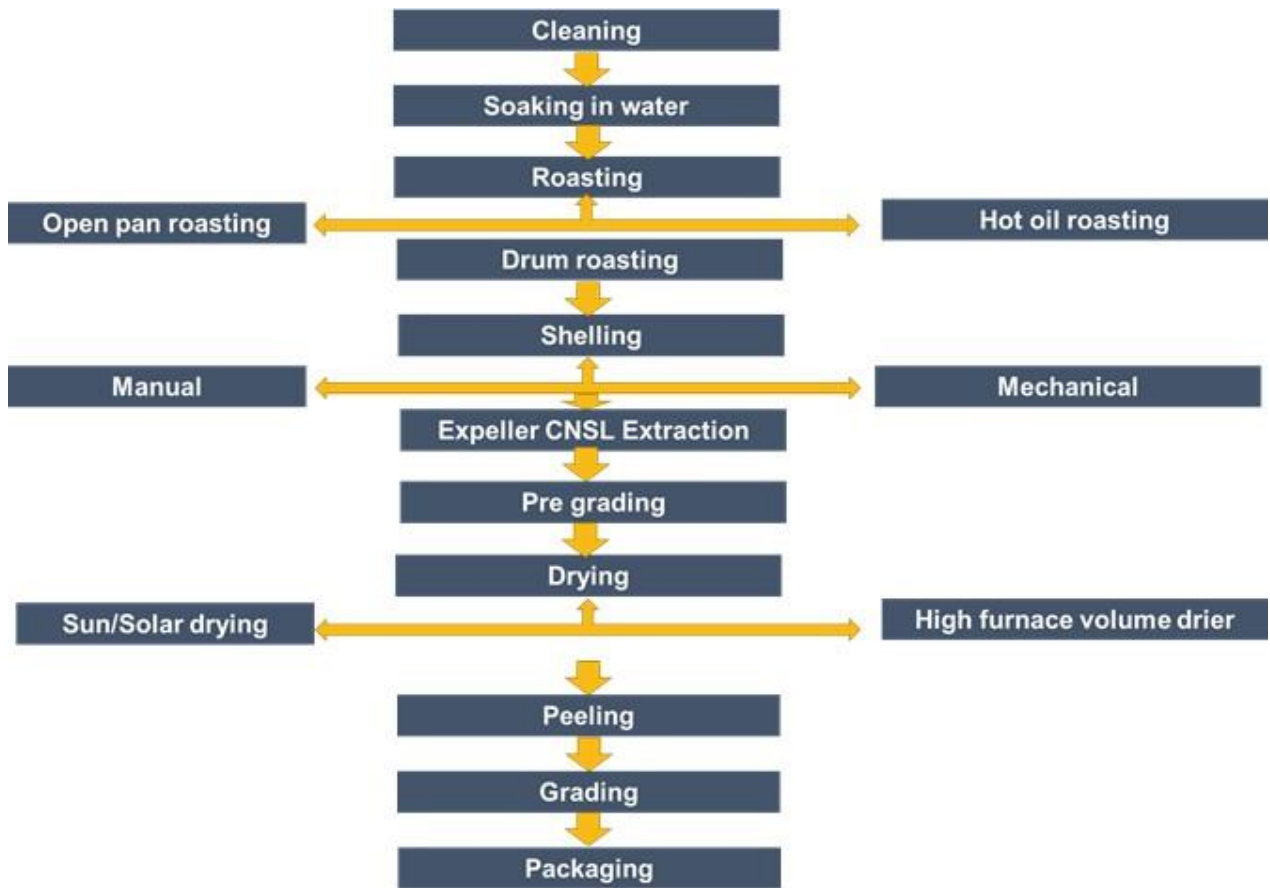 Cleaning
Soaking in water
Roasting
Open pan roasting
Hot oil roasting
Drum roasting
Shelling
Manual
Mechanical
Expeller CNSL Extraction
Pre grading
Drying
Sun/Solar drying
High furnace volume drier
Peeling
Grading
Packaging